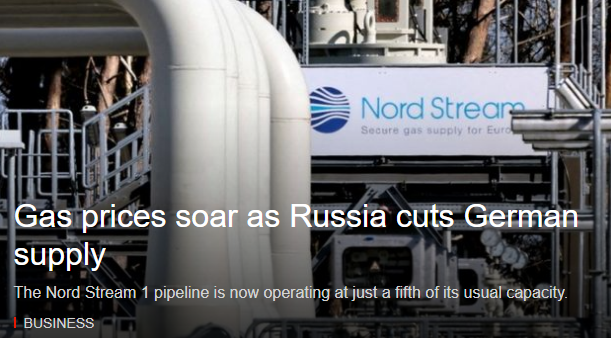 Nord Stream
Secure gas supply for Euro
Gas prices soar as Russia cuts German
supply
The Nord Stream 1 pipeline is now operating at just a fifth of its usual capacity.
BUSINESS